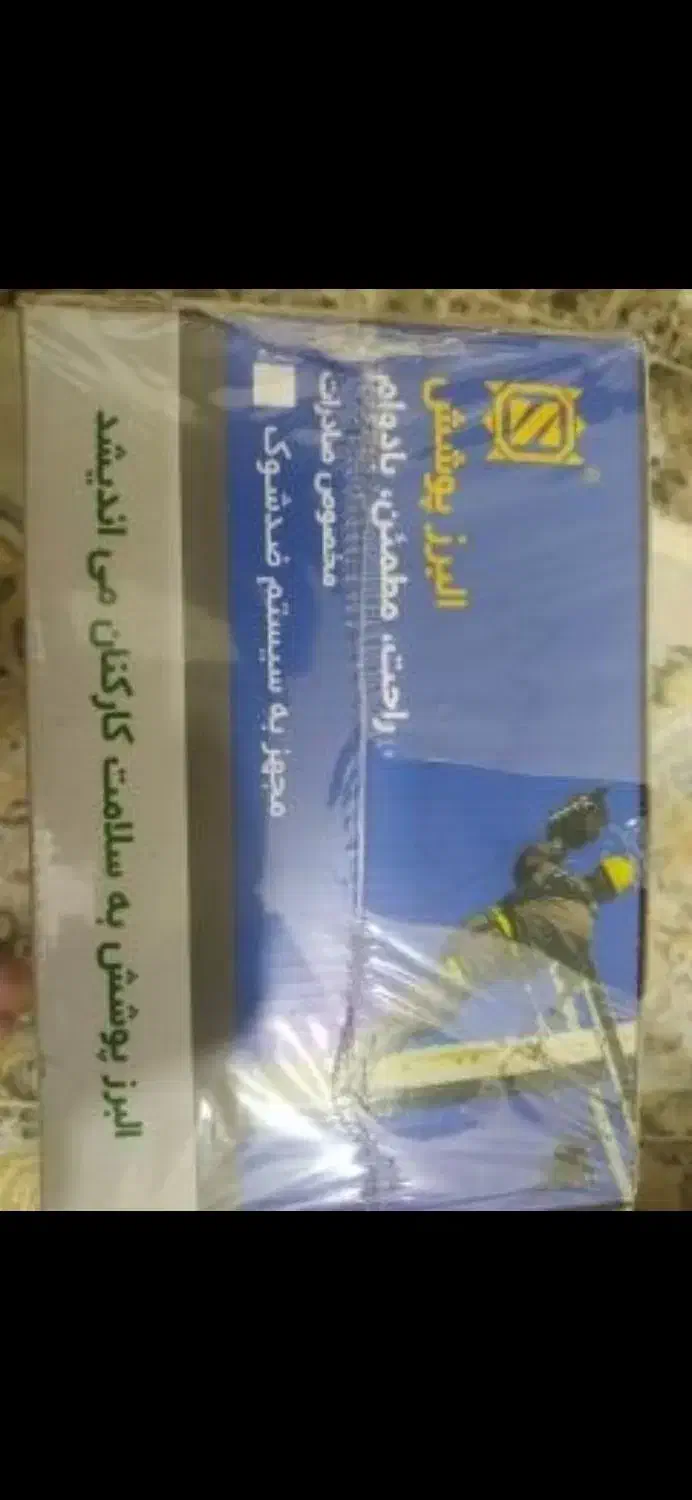 البرز پوشش
راحت، مطمئن، بادوام
مخصوص صادرات
مجهز به سیستم ضدشوک
البرز پوشش به سلامت کارکنان می اندیشد